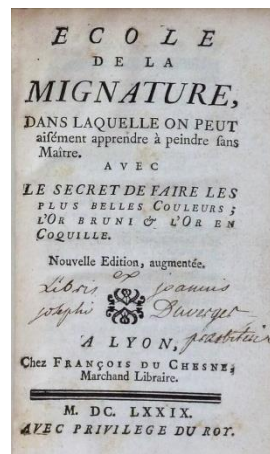 ECOLE
DE LA
MIGNATURE,
DANS LAQUELLE ON PEUT
aisément apprendre à peindre sans
Maître.
AVEC
LE SECRET DE FAIRE LES
PLUS BELLES COULEURS;
L'OR BRUNI & L'OR EN
COQUILLE.
Nouvelle Edition, augmentée.
ex
Libris joannis
josephi Duverger
presbiteri
A LYON,
Chez FRANÇOIS DU CHESNE,
Marchand Libraire.
M. DC. LXXIX.
AVEC PRIVILEGE DU ROY.